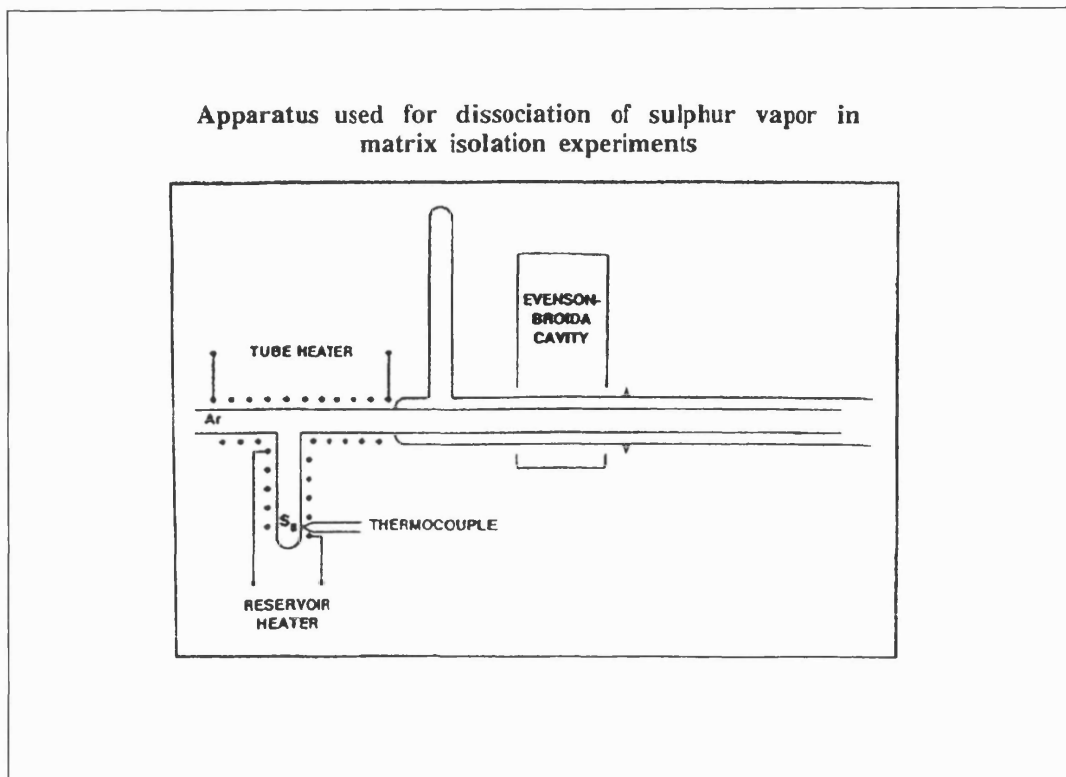 Apparatus used for dissociation of sulphur vapor in
matrix isolation experiments
EVENSON-
BROIDA
CAVITY
TUBE HEATER
Ar
S₈
THERMOCOUPLE
RESERVOIR
HEATER